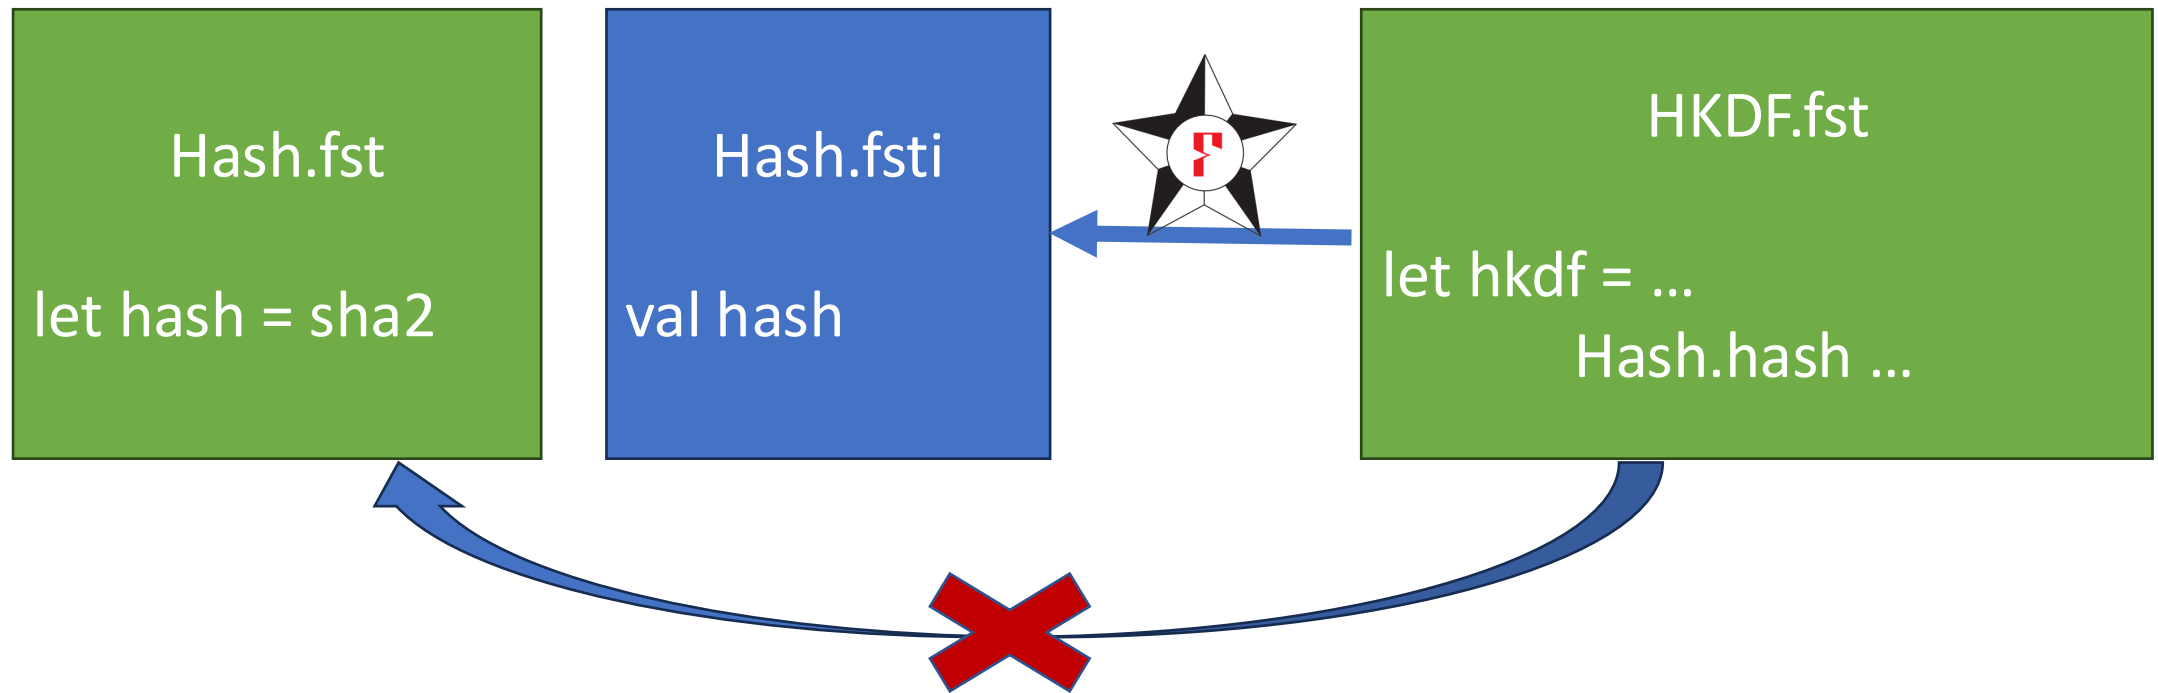 Hash.fst
let hash = sha2
Hash.fsti
val hash
F
HKDF.fst
let hkdf = ...
Hash.hash ...